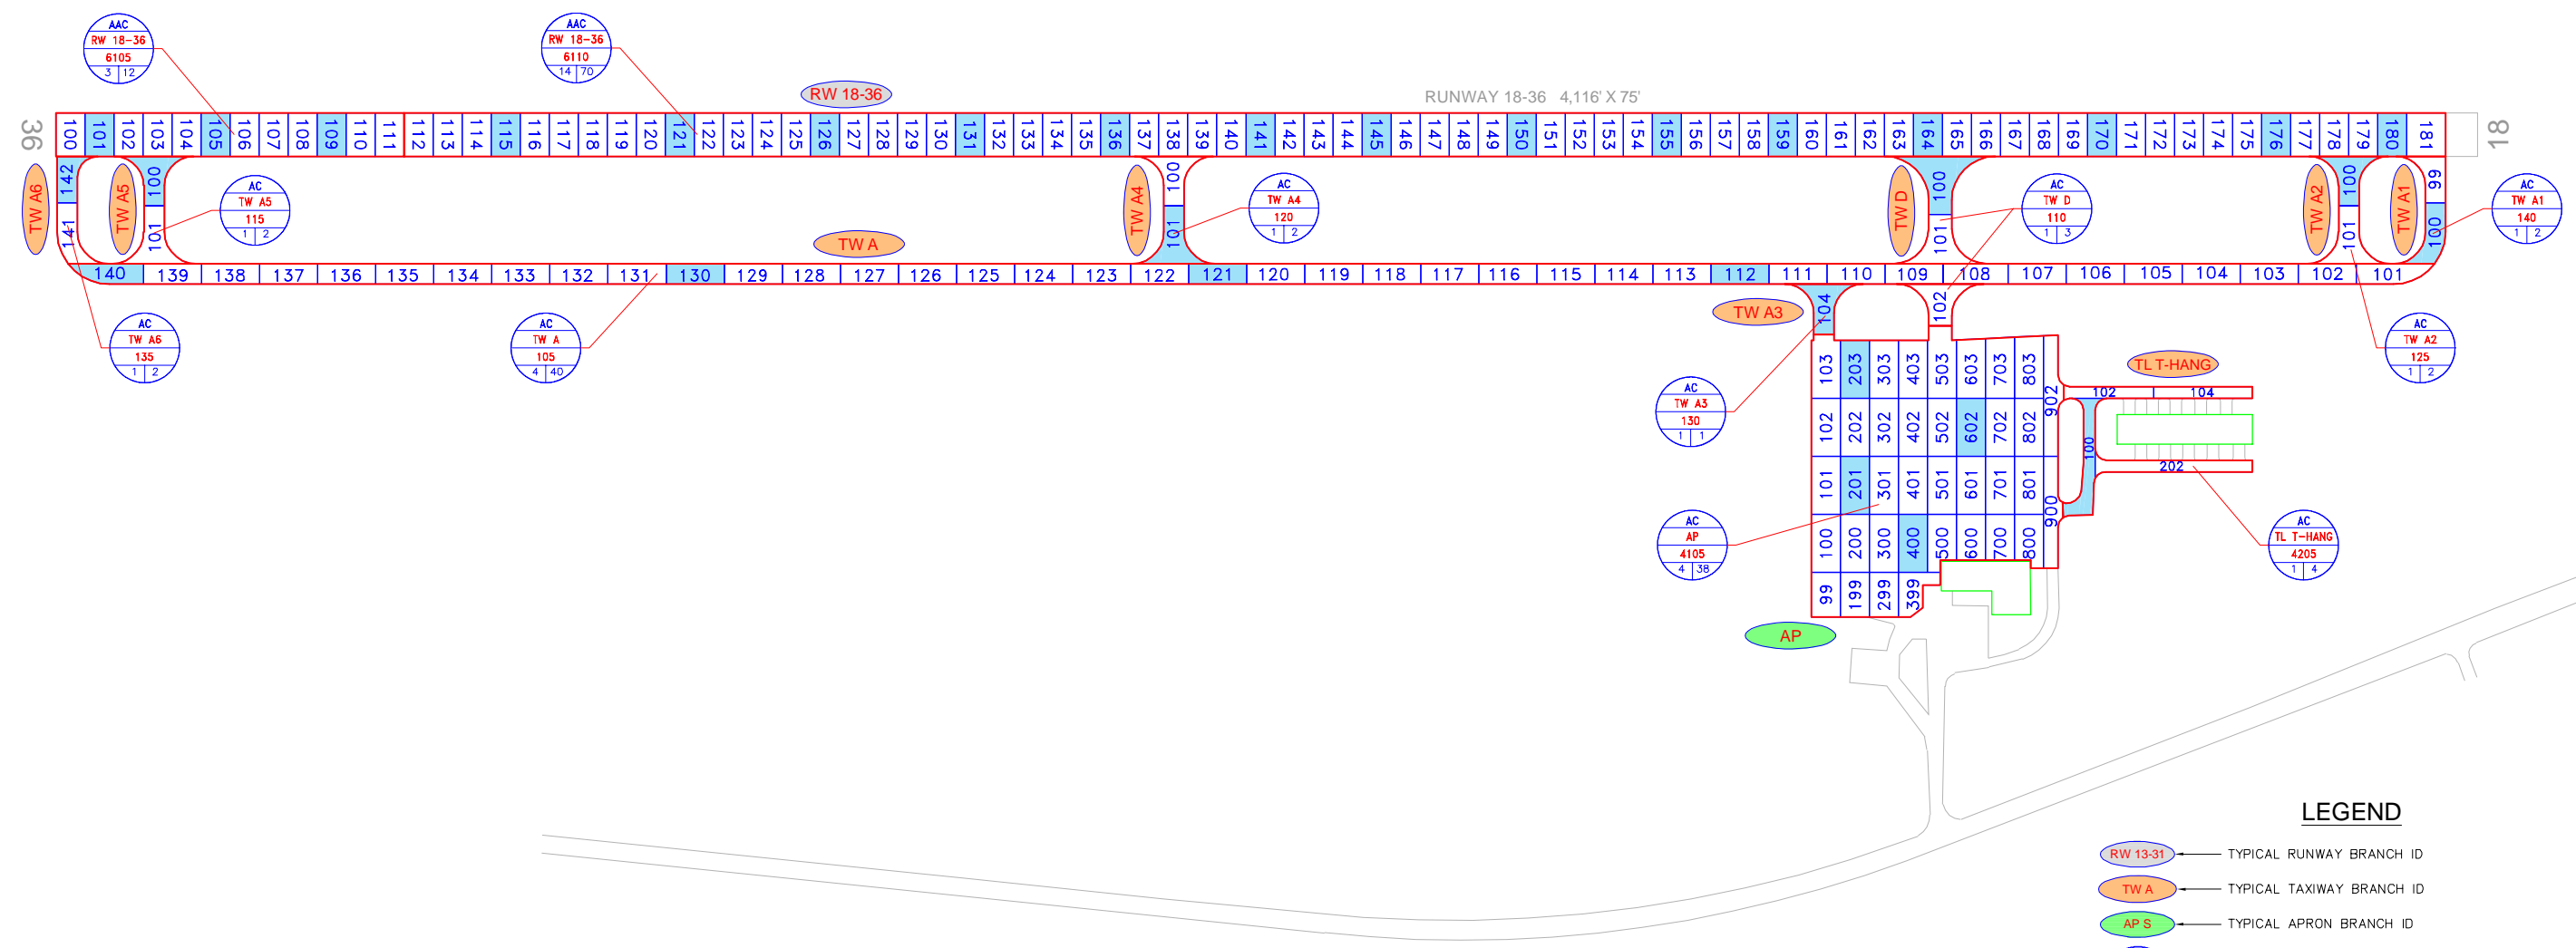 AAC
RW 18-36
6105
3 12
AAC
RW 18-36
6110
14 70
RW 18-36
RUNWAY 18-36 4,116' X 75'
36
100 101 102 103 104 105 106 107 108 109 110 111 112 113 114 115 116 117 118 119 120 121 122 123 124 125 126 127 128 129 130 131 132 133 134 135 136 137 138 139 140 141 142 143 144 145 146 147 148 149 150 151 152 153 154 155 156 157 158 159 160 161 162 163 164 165 166 167 168 169 170 171 172 173 174 175 176 177 178 179 180 181
18
TW A6
142
141
TW A5
100
101
AC
TW A5
115
1 2
TW A
TW A4
100
101
AC
TW A4
120
1 2
TW D
100
101
AC
TW D
110
1 3
TW A2
100
101
TW A1
99
100
AC
TW A1
140
1 2
140 139 138 137 136 135 134 133 132 131 130 129 128 127 126 125 124 123 122 121 120 119 118 117 116 115 114 113 112 111 110 109 108 107 106 105 104 103 102 101
AC
TW A6
135
1 2
AC
TW A
105
4 40
TW A3
104
102
AC
TW A2
125
1 2
AC
TW A3
130
1 1
103 203 303 403 503 603 703 803
102 202 302 402 502 602 702 802 902
101 201 301 401 501 601 701 801
100 200 300 400 500 600 700 800 900
99 199 299 399
TL T-HANG
102 104
100
202
AC
AP
4105
4 38
AC
TL T-HANG
4205
1 4
AP
LEGEND
RW 13-31 TYPICAL RUNWAY BRANCH ID
TW A TYPICAL TAXIWAY BRANCH ID
AP S TYPICAL APRON BRANCH ID